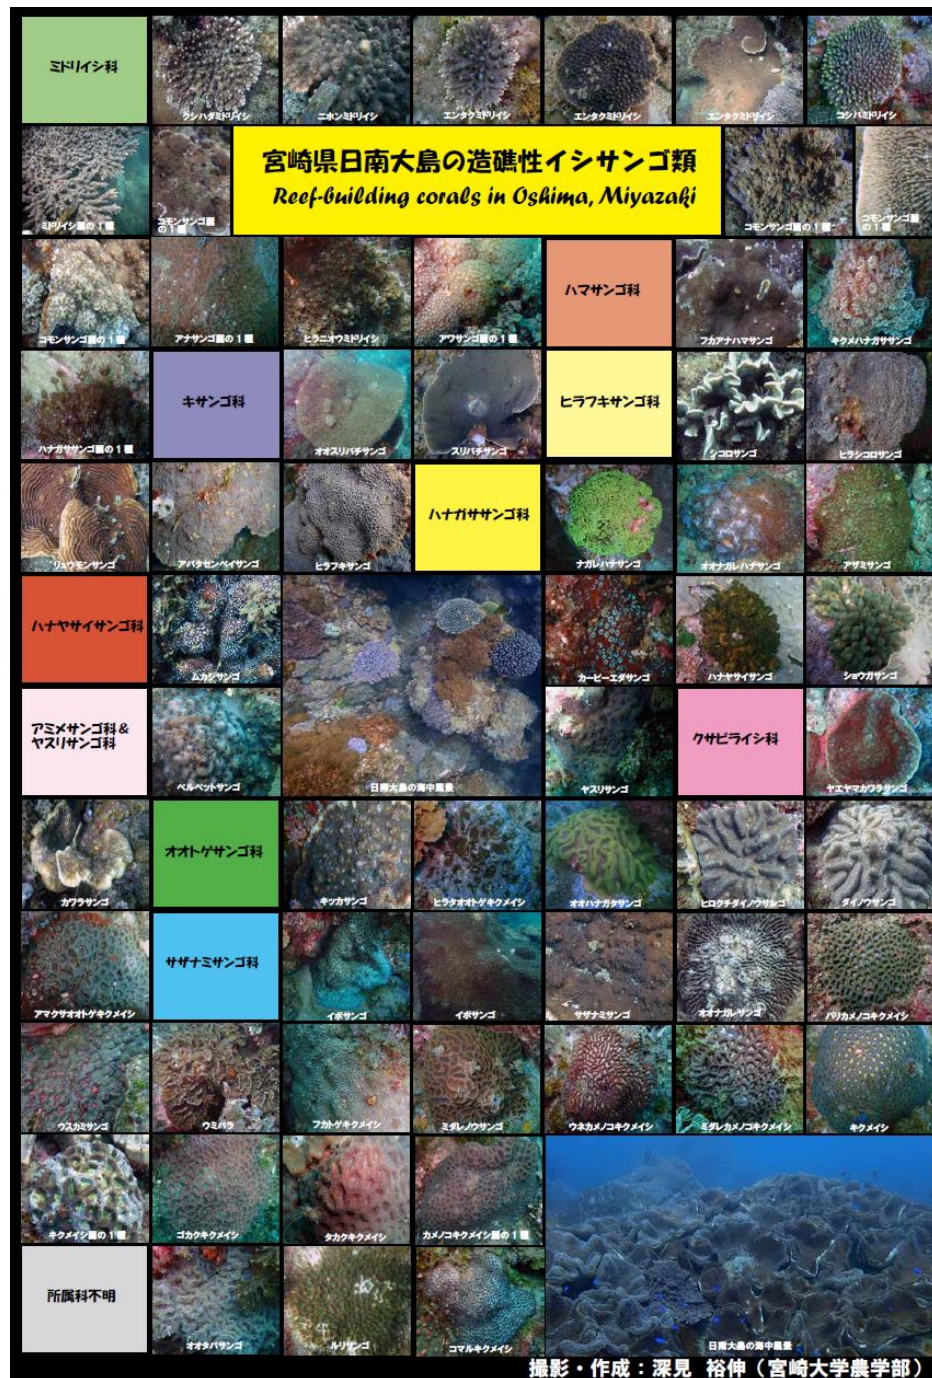 ミドリイシ科
クシハダミドリイシ
ニホンミドリイシ
エンタクミドリイシ
エンタクミドリイシ
エンタクミドリイシ
コシバミドリイシ
ミドリイシ属の1種
コモンサンゴ属
の1種
宮崎県日南大島の造礁性イシサンゴ類
Reef-building corals in Oshima, Miyazaki
コモンサンゴ属の1種
コモンサンゴ属
の1種
コモンサンゴ属の1種
アナサンゴ属の1種
ヒラニオウミドリイシ
アワサンゴ属の1種
ハマサンゴ科
フカアナハマサンゴ
キクメハナガササンゴ
ハナガササンゴ属の1種
キサンゴ科
オオスリバチサンゴ
スリバチサンゴ
ヒラフキサンゴ科
シコロサンゴ
ヒラシコロサンゴ
リュウモンサンゴ
アバタセンベイサンゴ
ヒラフキサンゴ
ハナガササンゴ科
ナガレハナサンゴ
オオナガレハナサンゴ
アザミサンゴ
ハナヤサイサンゴ科
ムカシサンゴ
カービーエダサンゴ
ハナヤサイサンゴ
ショウガサンゴ
アミメサンゴ科&
ヤスリサンゴ科
ベルベットサンゴ
日南大島の海中風景
ヤスリサンゴ
クサビライシ科
ヤエヤマカワラサンゴ
カワラサンゴ
オオトゲサンゴ科
キッカサンゴ
ヒラタオオトゲキクメイシ
オオハナガタサンゴ
ヒロクチダイノウサンゴ
ダイノウサンゴ
アマクサオオトゲキクメイシ
サザナミサンゴ科
イボサンゴ
イボサンゴ
サザナミサンゴ
オオナガレサンゴ
パリカメノコキクメイシ
ウスカミサンゴ
ウミバラ
フカトゲキクメイシ
ミダレノウサンゴ
ウネカメノコキクメイシ
ミダレカメノコキクメイシ
キクメイシ
キクメイシ属の1種
ゴカクキクメイシ
タカクキクメイシ
カメノコキクメイシ属の1種
所属科不明
オオタバサンゴ
ルリサンゴ
コマルキクメイシ
日南大島の海中風景
撮影・作成:深見 裕伸(宮崎大学農学部)